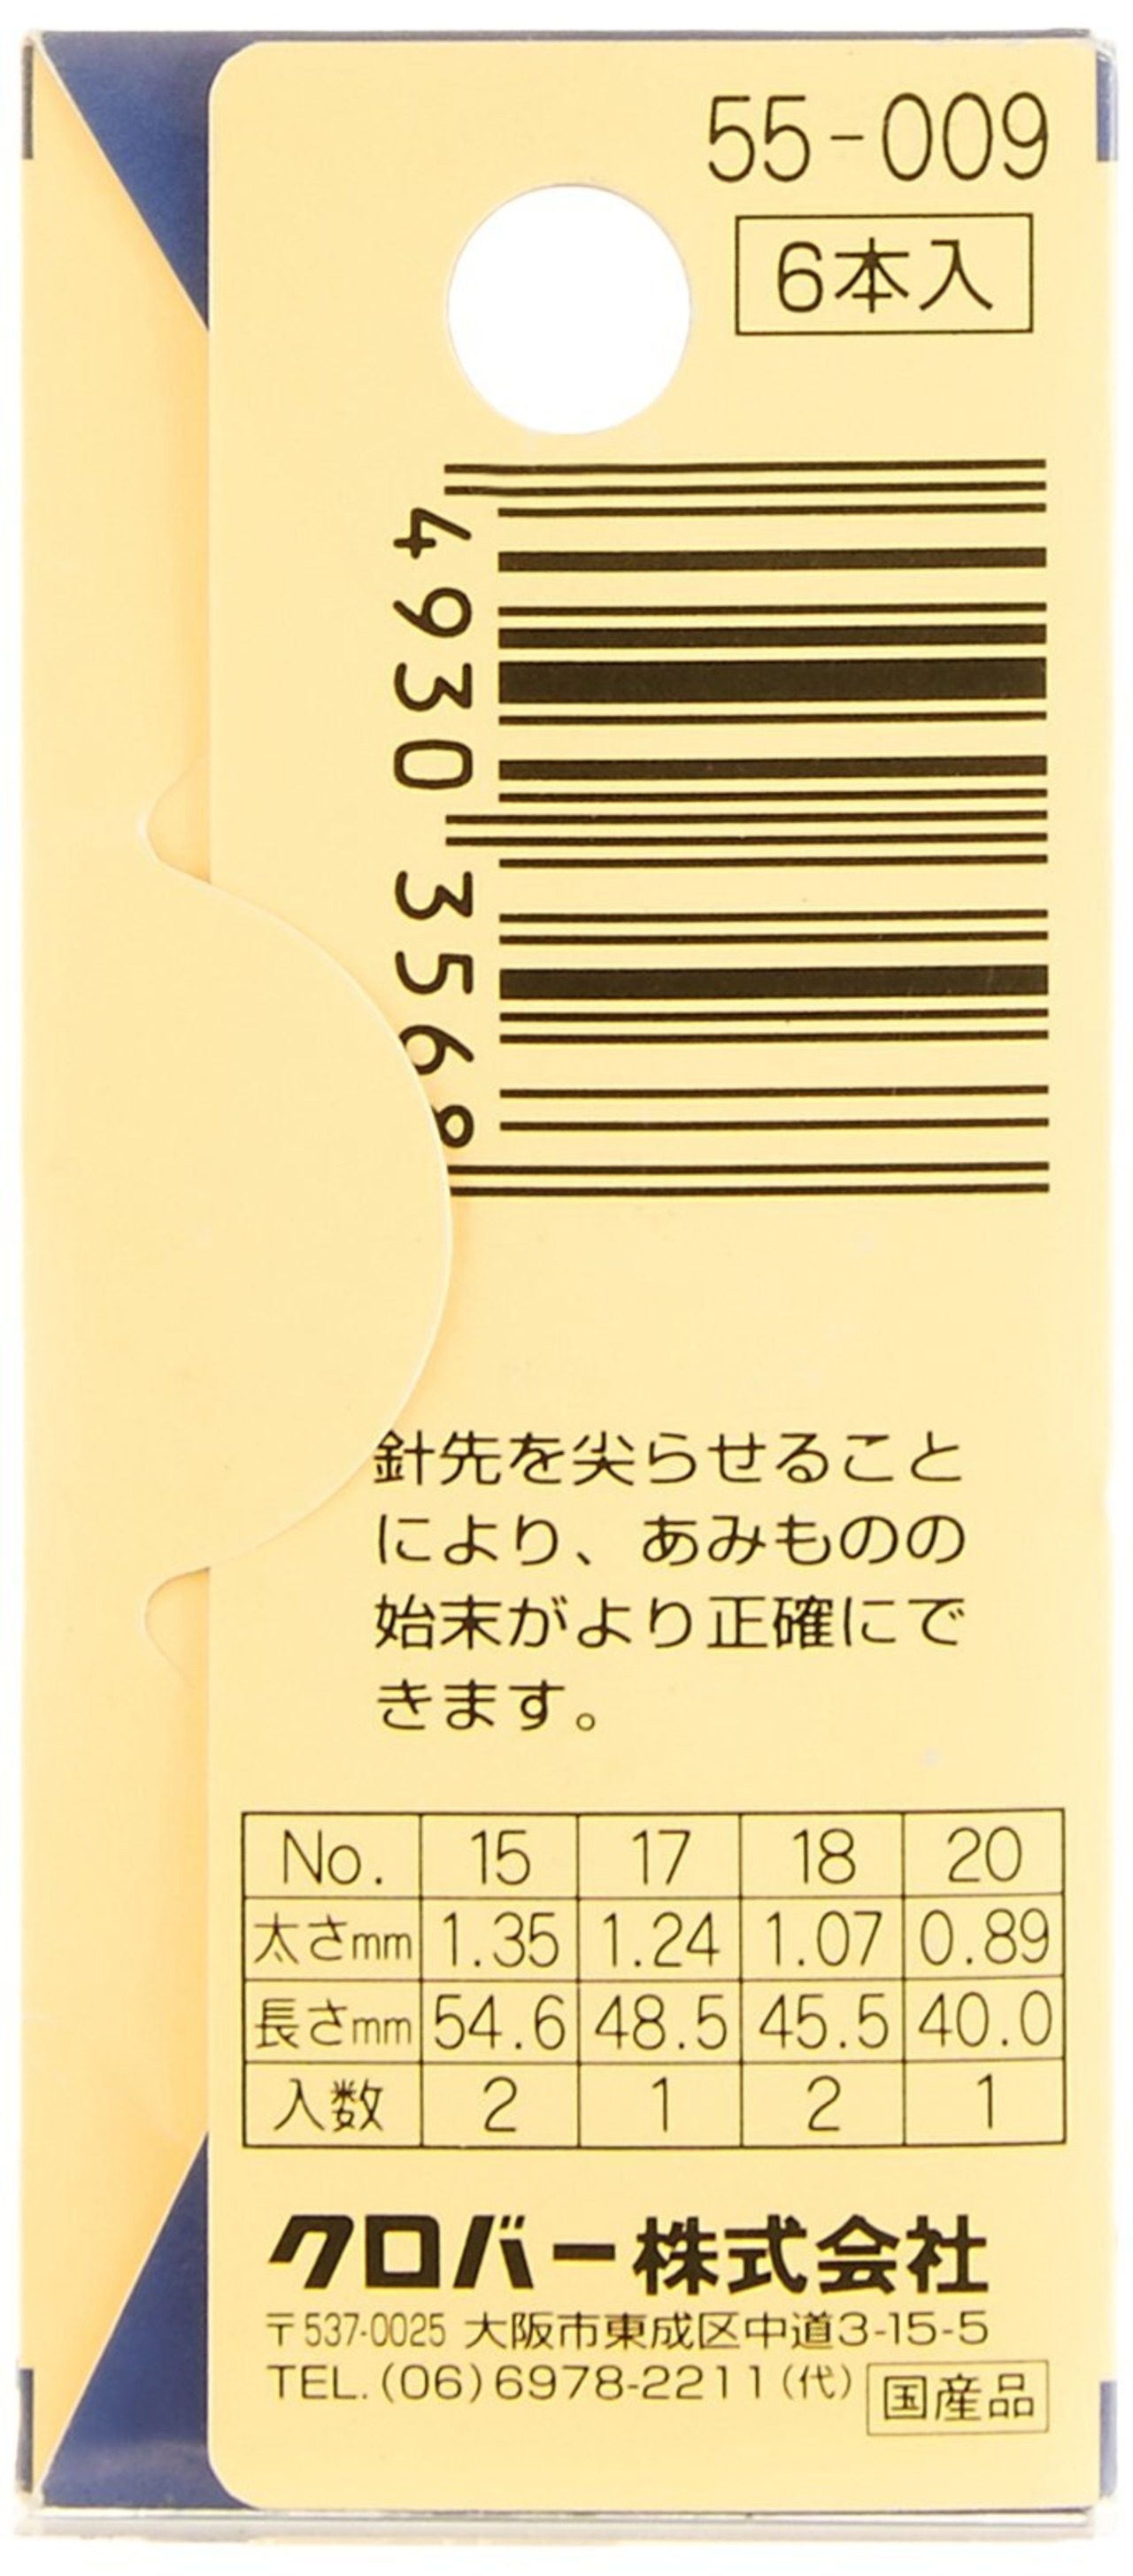 55-009
6本入
4930 3568
針先を尖らせること
により、あみものの
始末がより正確にで
きます。
No. 15 17 18 20
太さmm 1.35 1.24 1.07 0.89
長さmm 54.6 48.5 45.5 40.0
入数 2 1 2 1
クロバー株式会社
〒537-0025 大阪市東成区中道3-15-5
TEL.(06)6978-2211(代)
国産品